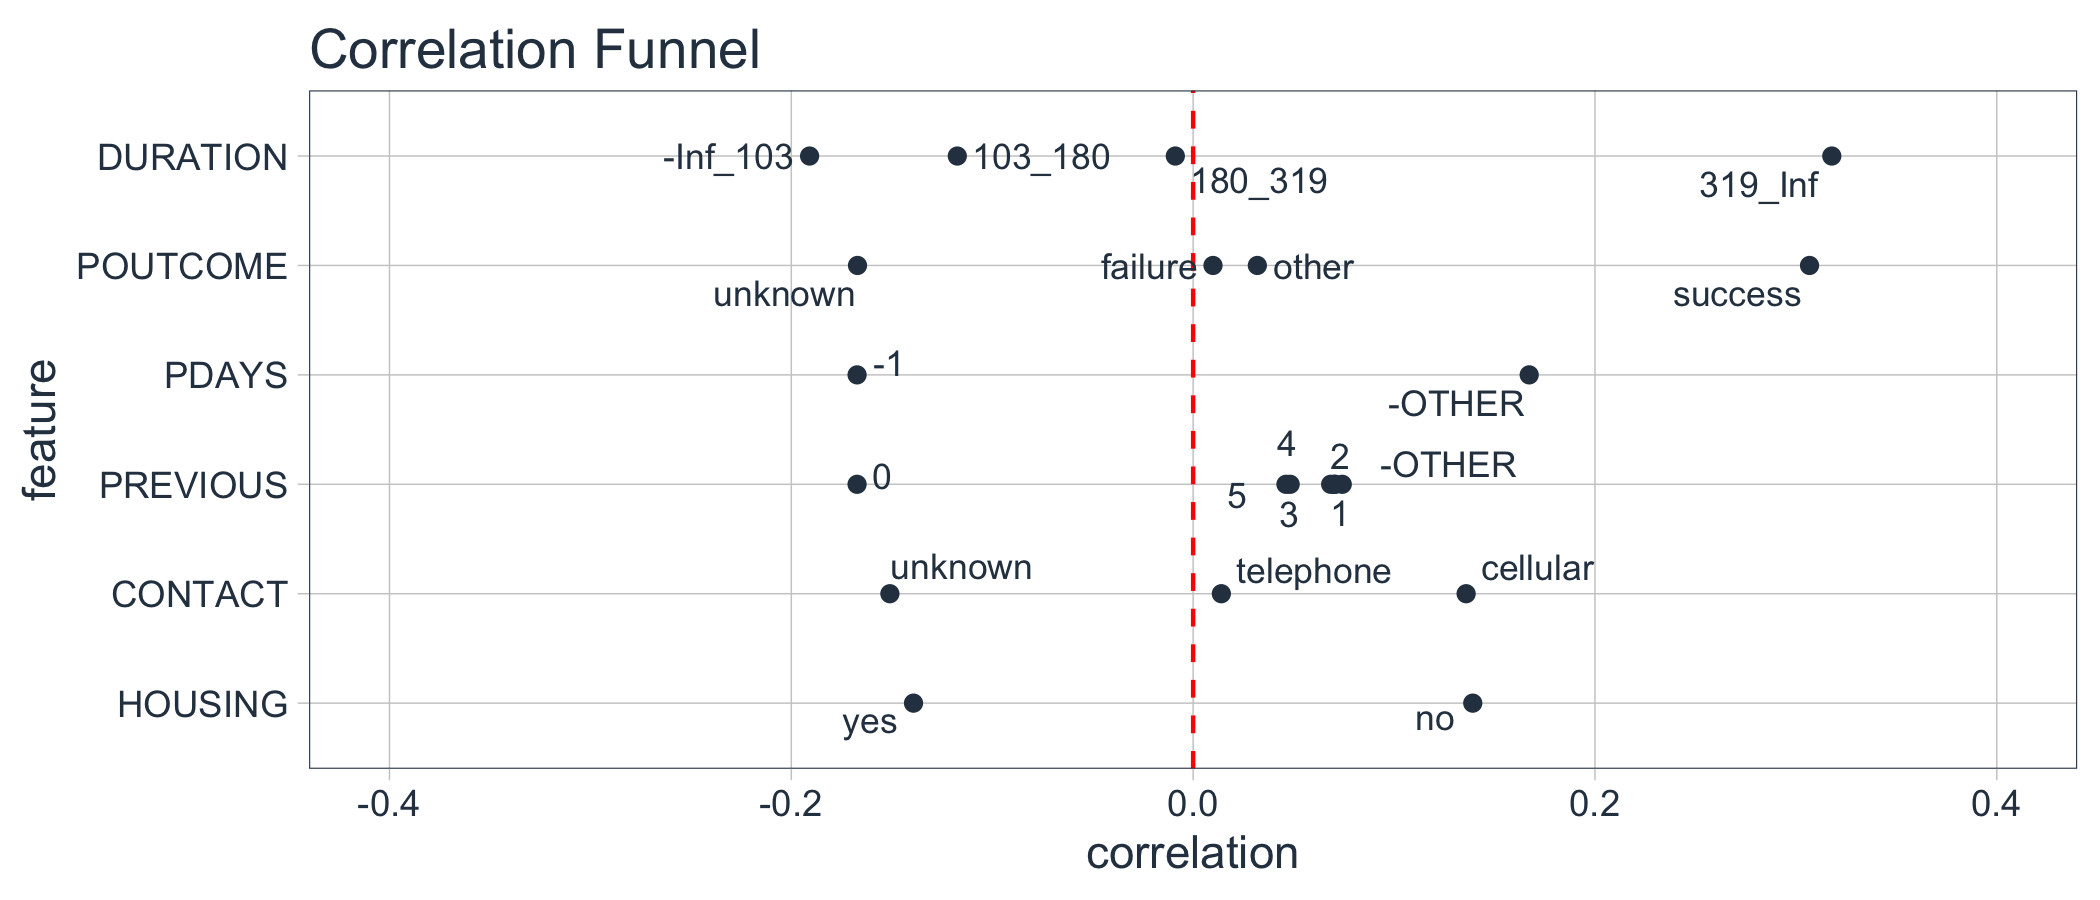 Correlation Funnel
feature
DURATION
-Inf_103
103_180
180_319
319_Inf
POUTCOME
unknown
failure
other
success
PDAYS
-1
-OTHER
PREVIOUS
0
5
4
3
2
1
-OTHER
CONTACT
unknown
telephone
cellular
HOUSING
yes
no
-0.4
-0.2
0.0
0.2
0.4
correlation